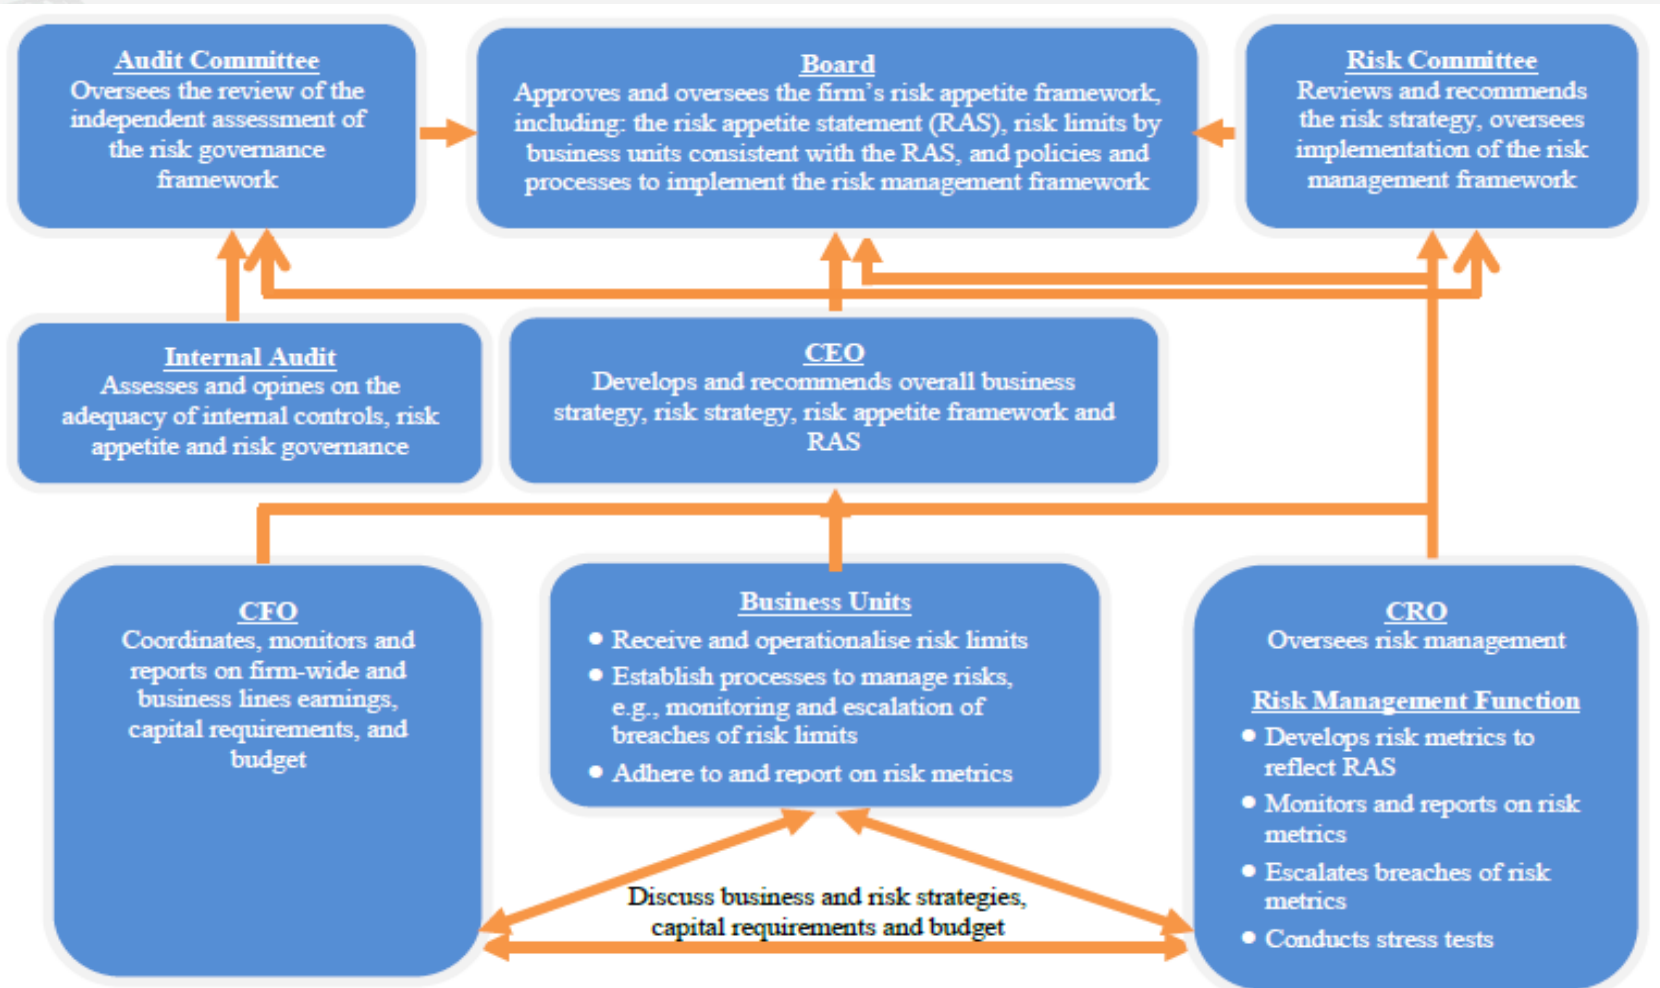 Audit Committee
Oversees the review of the
independent assessment of
the risk governance
framework
Board
Approves and oversees the firm's risk appetite framework,
including: the risk appetite statement (RAS), risk limits by
business units consistent with the RAS, and policies and
processes to implement the risk management framework
Risk Committee
Reviews and recommends
the risk strategy, oversees
implementation of the risk
management framework
Internal Audit
Assesses and opines on the
adequacy of internal controls, risk
appetite and risk governance
CEO
Develops and recommends overall business
strategy, risk strategy, risk appetite framework and
RAS
CFO
Coordinates, monitors and
reports on firm-wide and
business lines earnings,
capital requirements, and
budget
Business Units
● Receive and operationalise risk limits
● Establish processes to manage risks,
e.g., monitoring and escalation of
breaches of risk limits
● Adhere to and report on risk metrics
CRO
Oversees risk management
Risk Management Function
● Develops risk metrics to
reflect RAS
● Monitors and reports on risk
metrics
● Escalates breaches of risk
metrics
● Conducts stress tests
Discuss business and risk strategies,
capital requirements and budget